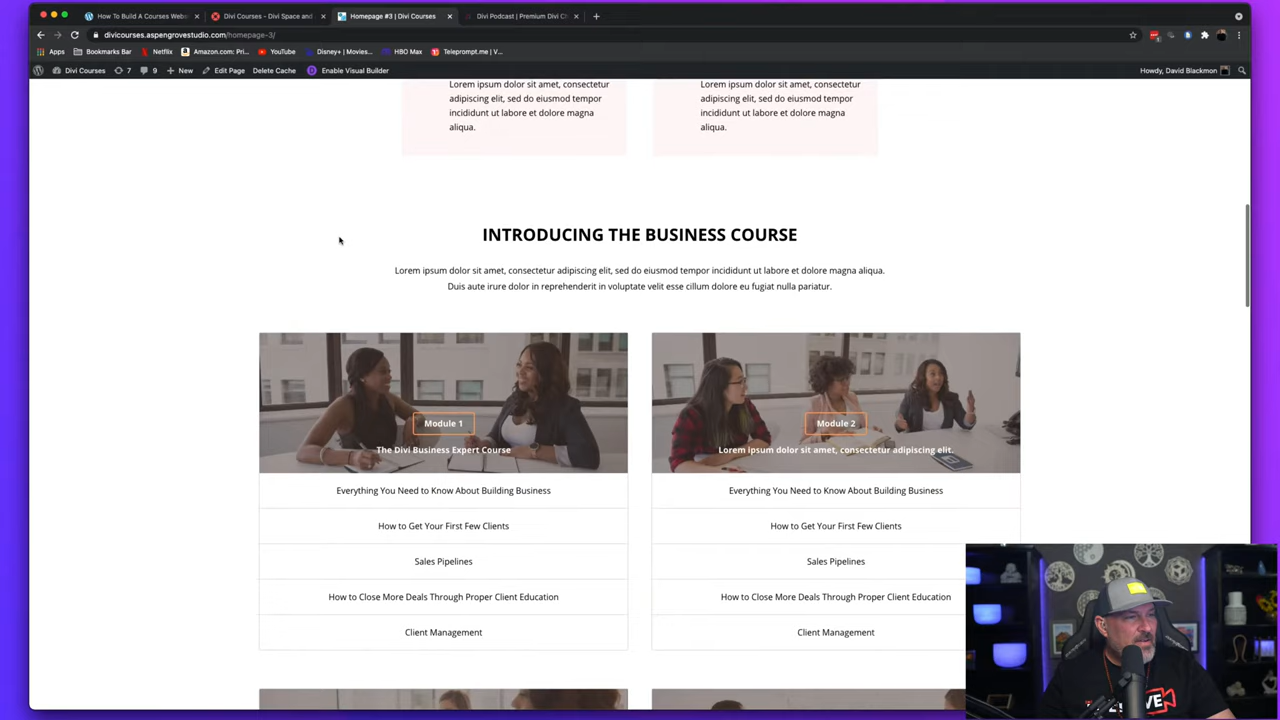 How To Build A Courses Webs
Divi Courses - Divi Space and
Homepage #3 | Divi Courses
Divi Podcast | Premium Divi Ch
divicourses.aspengrovestudio.com/homepage-3/
Apps
Bookmarks Bar
Netflix
Amazon.com: Pri...
YouTube
Disney+ | Movies...
HBO Max
Teleprompt.me | V...
Divi Courses
7
9
New
Edit Page
Delete Cache
Enable Visual Builder
Howdy, David Blackmon
Lorem ipsum dolor sit amet, consectetur
adipiscing elit, sed do eiusmod tempor
incididunt ut labore et dolore magna
aliqua.
Lorem ipsum dolor sit amet, consectetur
adipiscing elit, sed do eiusmod tempor
incididunt ut labore et dolore magna
aliqua.
INTRODUCING THE BUSINESS COURSE
Lorem ipsum dolor sit amet, consectetur adipiscing elit, sed do eiusmod tempor incididunt ut labore et dolore magna aliqua.
Duis aute irure dolor in reprehenderit in voluptate velit esse cillum dolore eu fugiat nulla pariatur.
Module 1
The Divi Business Expert Course
Everything You Need to Know About Building Business
How to Get Your First Few Clients
Sales Pipelines
How to Close More Deals Through Proper Client Education
Client Management
Module 2
Lorem ipsum dolor sit amet, consectetur adipiscing elit.
Everything You Need to Know About Building Business
How to Get Your First Few Clients
Sales Pipelines
How to Close More Deals Through Proper Client Education
Client Management